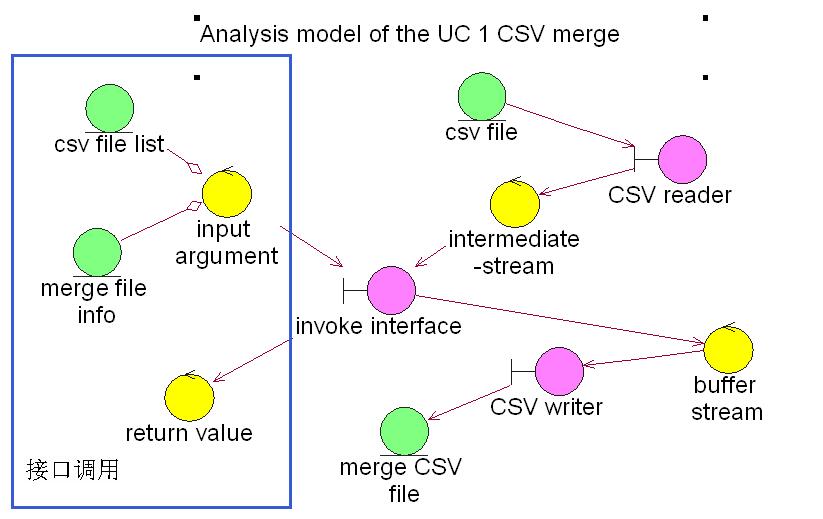 Analysis model of the UC 1 CSV merge
csv file list
input
argument
merge file
info
return value
接口调用
csv file
CSV reader
intermediate
-stream
invoke interface
buffer
stream
CSV writer
merge CSV
file